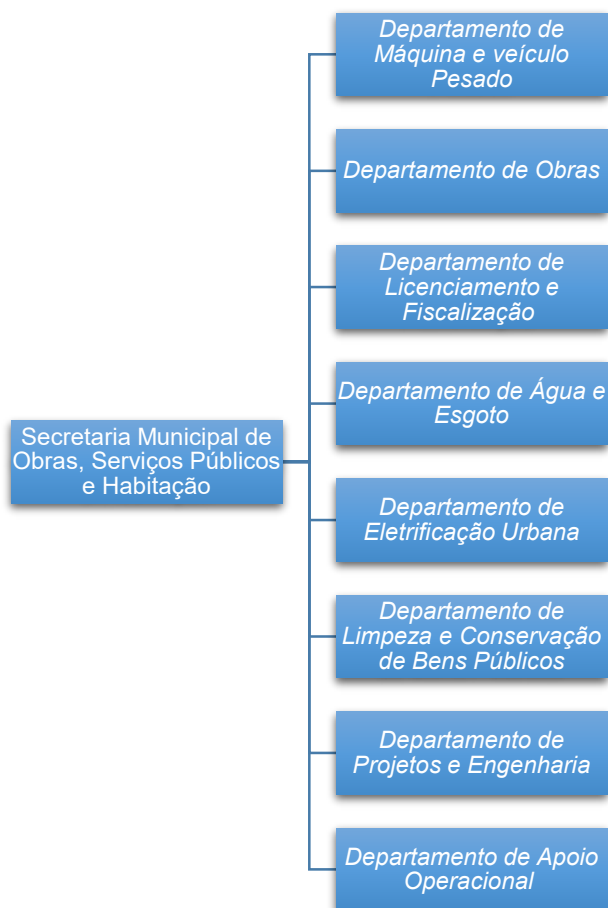 Departamento de
Máquina e veículo
Pesado
Departamento de Obras
Departamento de
Licenciamento e
Fiscalização
Departamento de Água e
Esgoto
Secretaria Municipal de
Obras, Serviços Públicos
e Habitação
Departamento de
Eletrificação Urbana
Departamento de
Limpeza e Conservação
de Bens Públicos
Departamento de
Projetos e Engenharia
Departamento de Apoio
Operacional